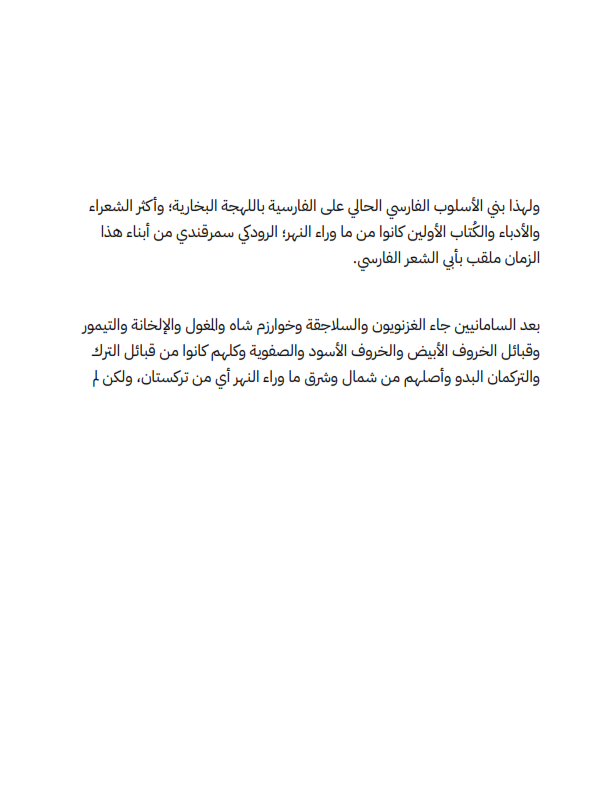 ولهذا بني الأسلوب الفارسي الحالي على الفارسية باللهجة البخارية؛ وأكثر الشعراء
والأدباء والكُتاب الأولين كانوا من ما وراء النهر؛ الرودكي سمرقندي من أبناء هذا
الزمان ملقب بأبي الشعر الفارسي.
بعد السامانيين جاء الغزنويون والسلاجقة وخوارزم شاه والمغول والإلخانة والتيمور
وقبائل الخروف الأبيض والخروف الأسود والصفوية وكلهم كانوا من قبائل الترك
والتركمان البدو وأصلهم من شمال وشرق ما وراء النهر أي من تركستان، ولكن لم